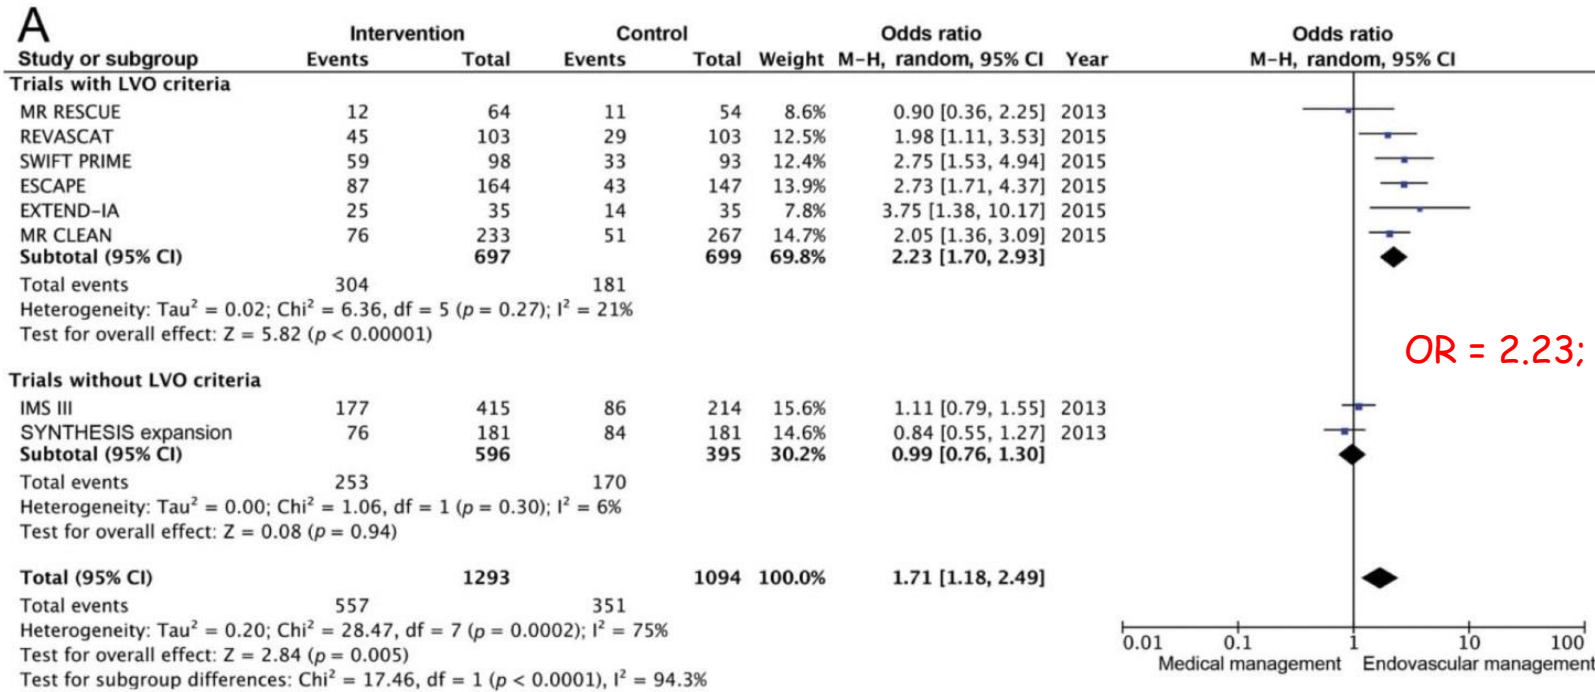 A
Intervention Control Odds ratio Odds ratio
Study or subgroup Events Total Events Total Weight M-H, random, 95% CI Year M-H, random, 95% CI
Trials with LVO criteria
MR RESCUE 12 64 11 54 8.6% 0.90 [0.36, 2.25] 2013
REVASCAT 45 103 29 103 12.5% 1.98 [1.11, 3.53] 2015
SWIFT PRIME 59 98 33 93 12.4% 2.75 [1.53, 4.94] 2015
ESCAPE 87 164 43 147 13.9% 2.73 [1.71, 4.37] 2015
EXTEND-IA 25 35 14 35 7.8% 3.75 [1.38, 10.17] 2015
MR CLEAN 76 233 51 267 14.7% 2.05 [1.36, 3.09] 2015
Subtotal (95% CI) 697 699 69.8% 2.23 [1.70, 2.93]
Total events 304 181
Heterogeneity: Tau² = 0.02; Chi² = 6.36, df = 5 (p = 0.27); I² = 21%
Test for overall effect: Z = 5.82 (p < 0.00001)
OR = 2.23;
Trials without LVO criteria
IMS III 177 415 86 214 15.6% 1.11 [0.79, 1.55] 2013
SYNTHESIS expansion 76 181 84 181 14.6% 0.84 [0.55, 1.27] 2013
Subtotal (95% CI) 596 395 30.2% 0.99 [0.76, 1.30]
Total events 253 170
Heterogeneity: Tau² = 0.00; Chi² = 1.06, df = 1 (p = 0.30); I² = 6%
Test for overall effect: Z = 0.08 (p = 0.94)
Total (95% CI) 1293 1094 100.0% 1.71 [1.18, 2.49]
Total events 557 351
Heterogeneity: Tau² = 0.20; Chi² = 28.47, df = 7 (p = 0.0002); I² = 75%
Test for overall effect: Z = 2.84 (p = 0.005)
Test for subgroup differences: Chi² = 17.46, df = 1 (p < 0.0001), I² = 94.3%
0.01 0.1 1 10 100
Medical management Endovascular management